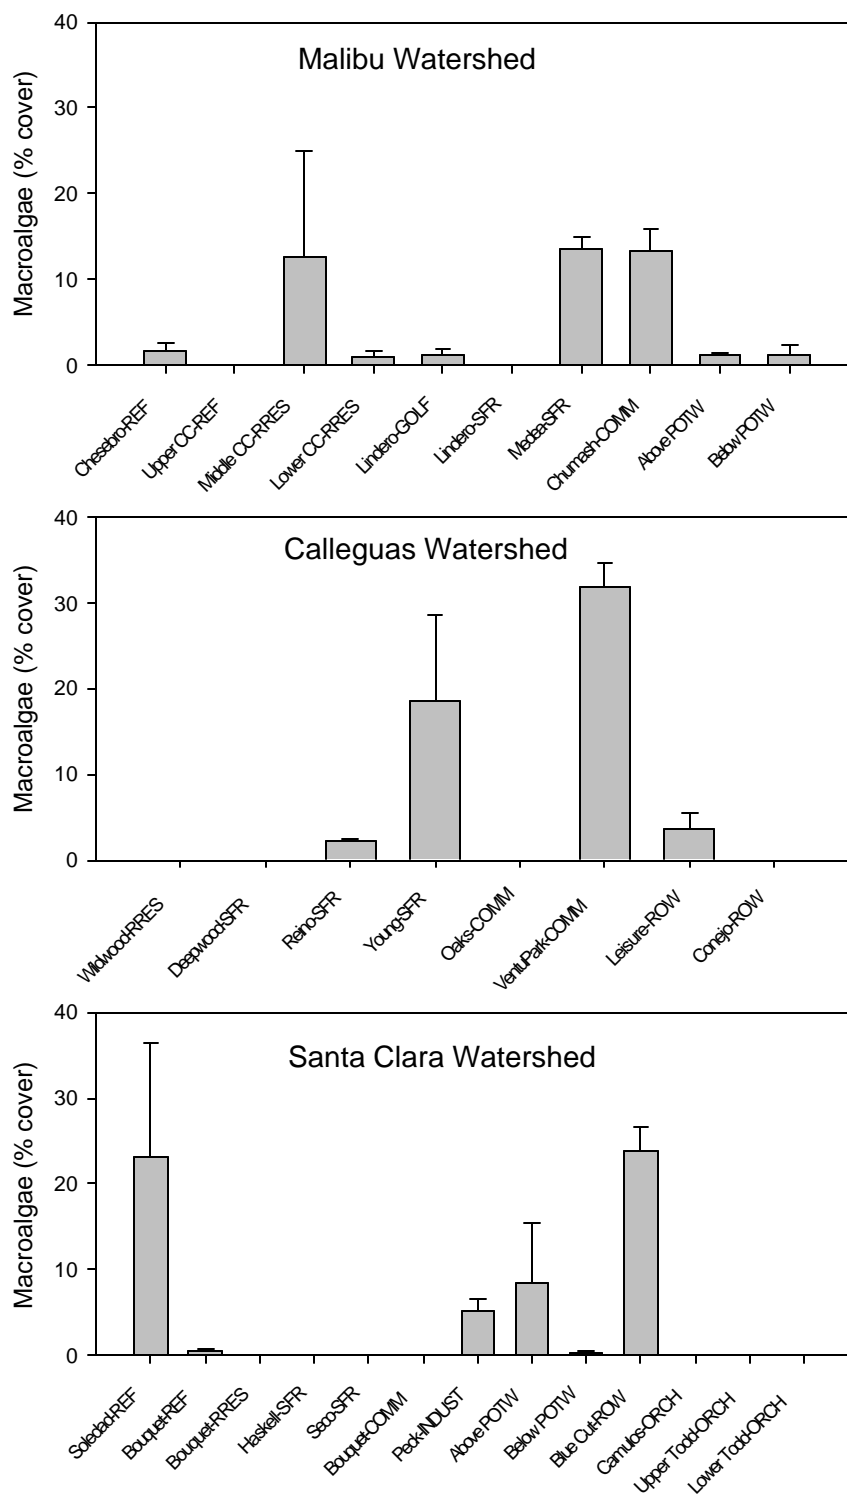 Malibu Watershed
Macroalgae (% cover)
40
30
20
10
0
Chesebro-REF
Upper CC-REF
Middle CC-RRES
Lower CC-RRES
Lindero-GOLF
Lindero-SFR
Medea-SFR
Chumash-COMM
Above POTW
Below POTW
Calleguas Watershed
Macroalgae (% cover)
40
30
20
10
0
Wildwood-RRES
Deepwood-SFR
Reino-SFR
Young-SFR
Oaks-COMM
VentuPark-COMM
Leisure-ROW
Conejo-ROW
Santa Clara Watershed
Macroalgae (% cover)
40
30
20
10
0
Soledad-REF
Bouquet-REF
Bouquet-RRES
Haskell-SFR
Seco-SFR
Bouquet-COMM
Peck-INDUST
Above POTW
Below POTW
Blue Cut-ROW
Camulos-ORCH
Upper Todd-ORCH
Lower Todd-ORCH